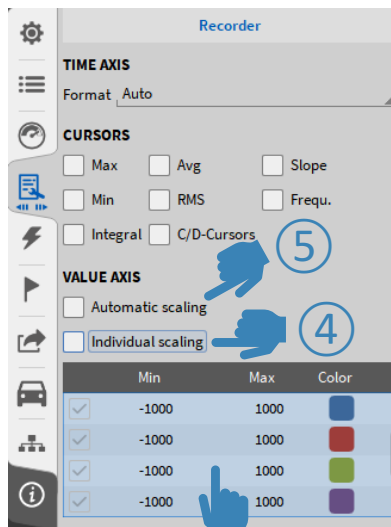 Recorder
TIME AXIS
Format Auto
CURSORS
Max Avg Slope
Min RMS Frequ.
Integral C/D-Cursors
5
VALUE AXIS
Automatic scaling
4
Individual scaling
Min Max Color
-1000 1000
-1000 1000
-1000 1000
-1000 1000